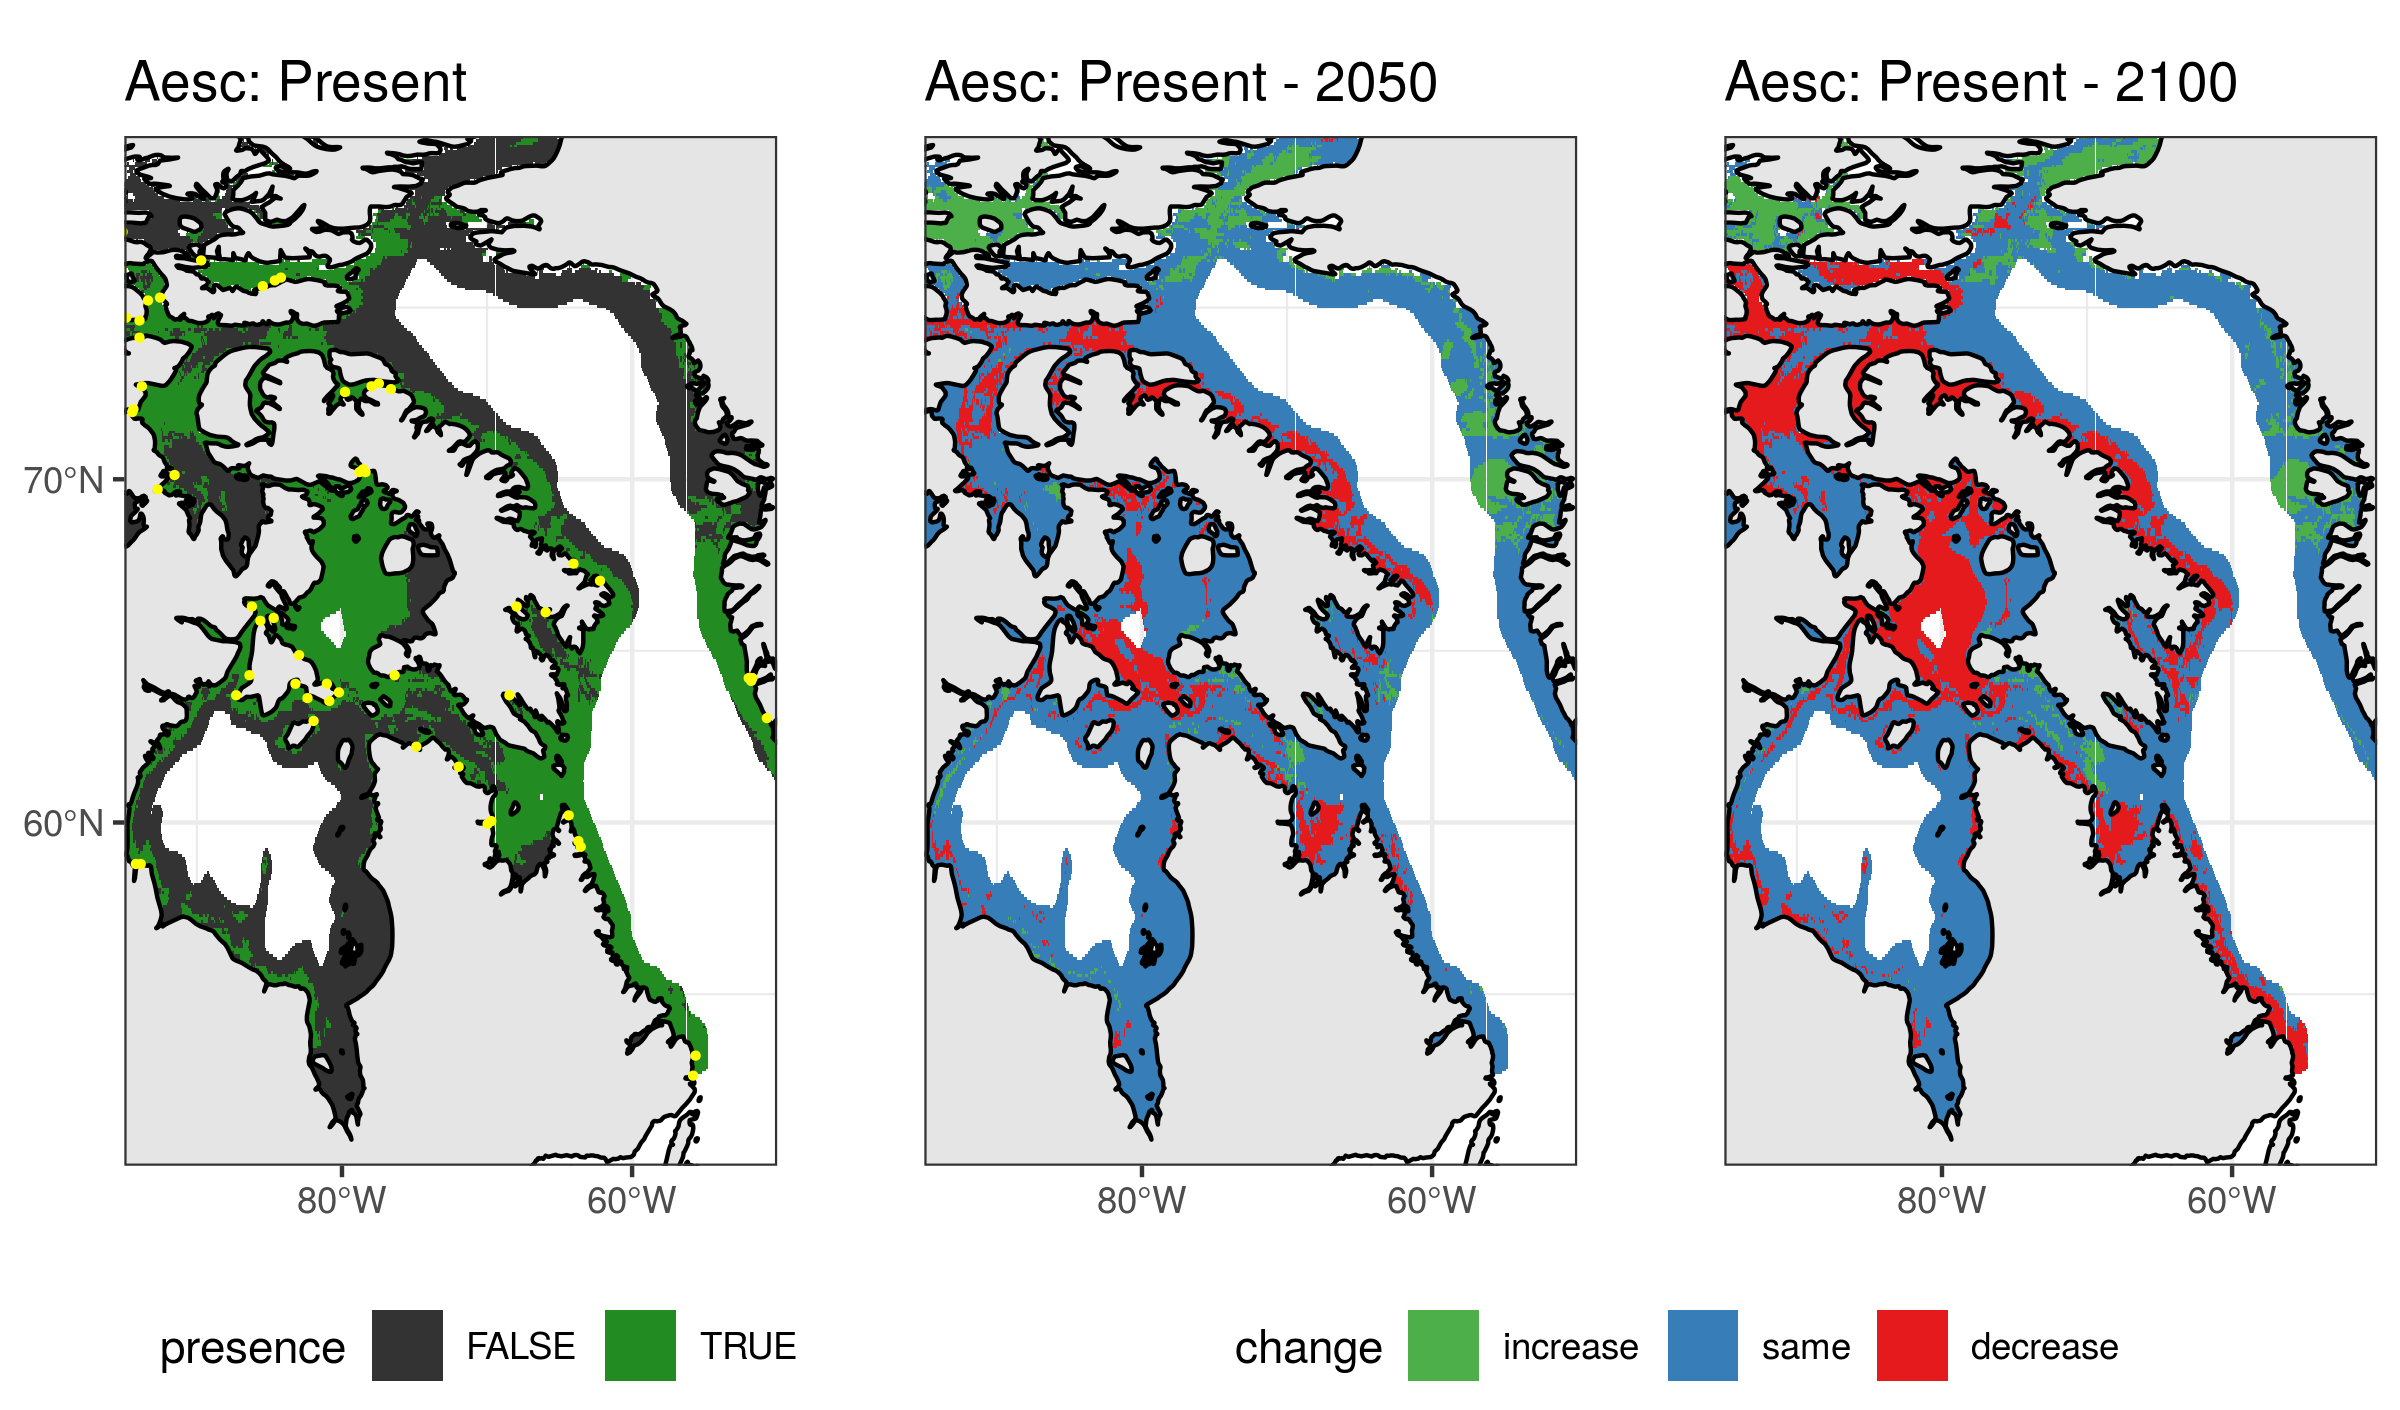 Aesc: Present
Aesc: Present - 2050
Aesc: Present - 2100
70°N
60°N
80°W
60°W
80°W
60°W
80°W
60°W
presence
FALSE
TRUE
change
increase
same
decrease